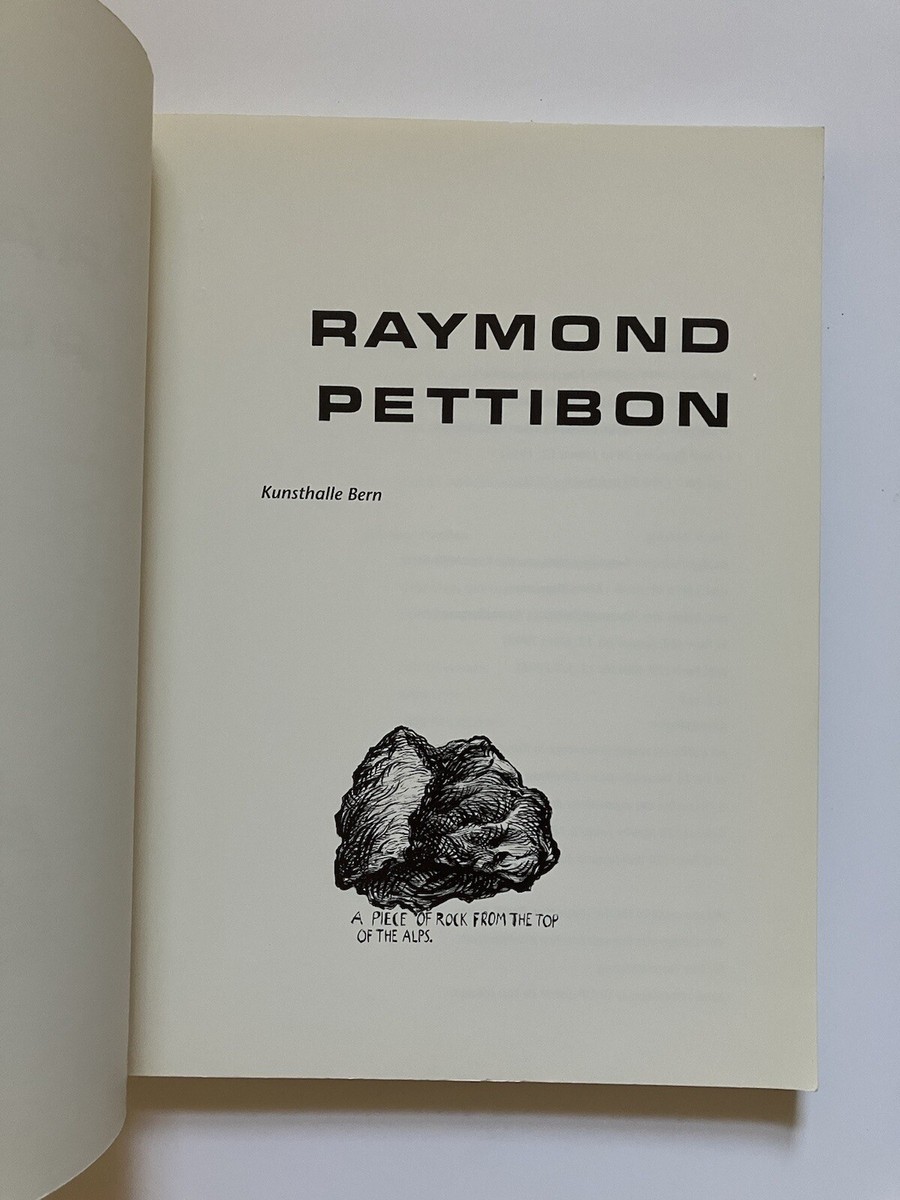 RAYMOND
PETTIBON
Kunsthalle Bern
A PIECE OF ROCK FROM THE TOP
OF THE ALPS.